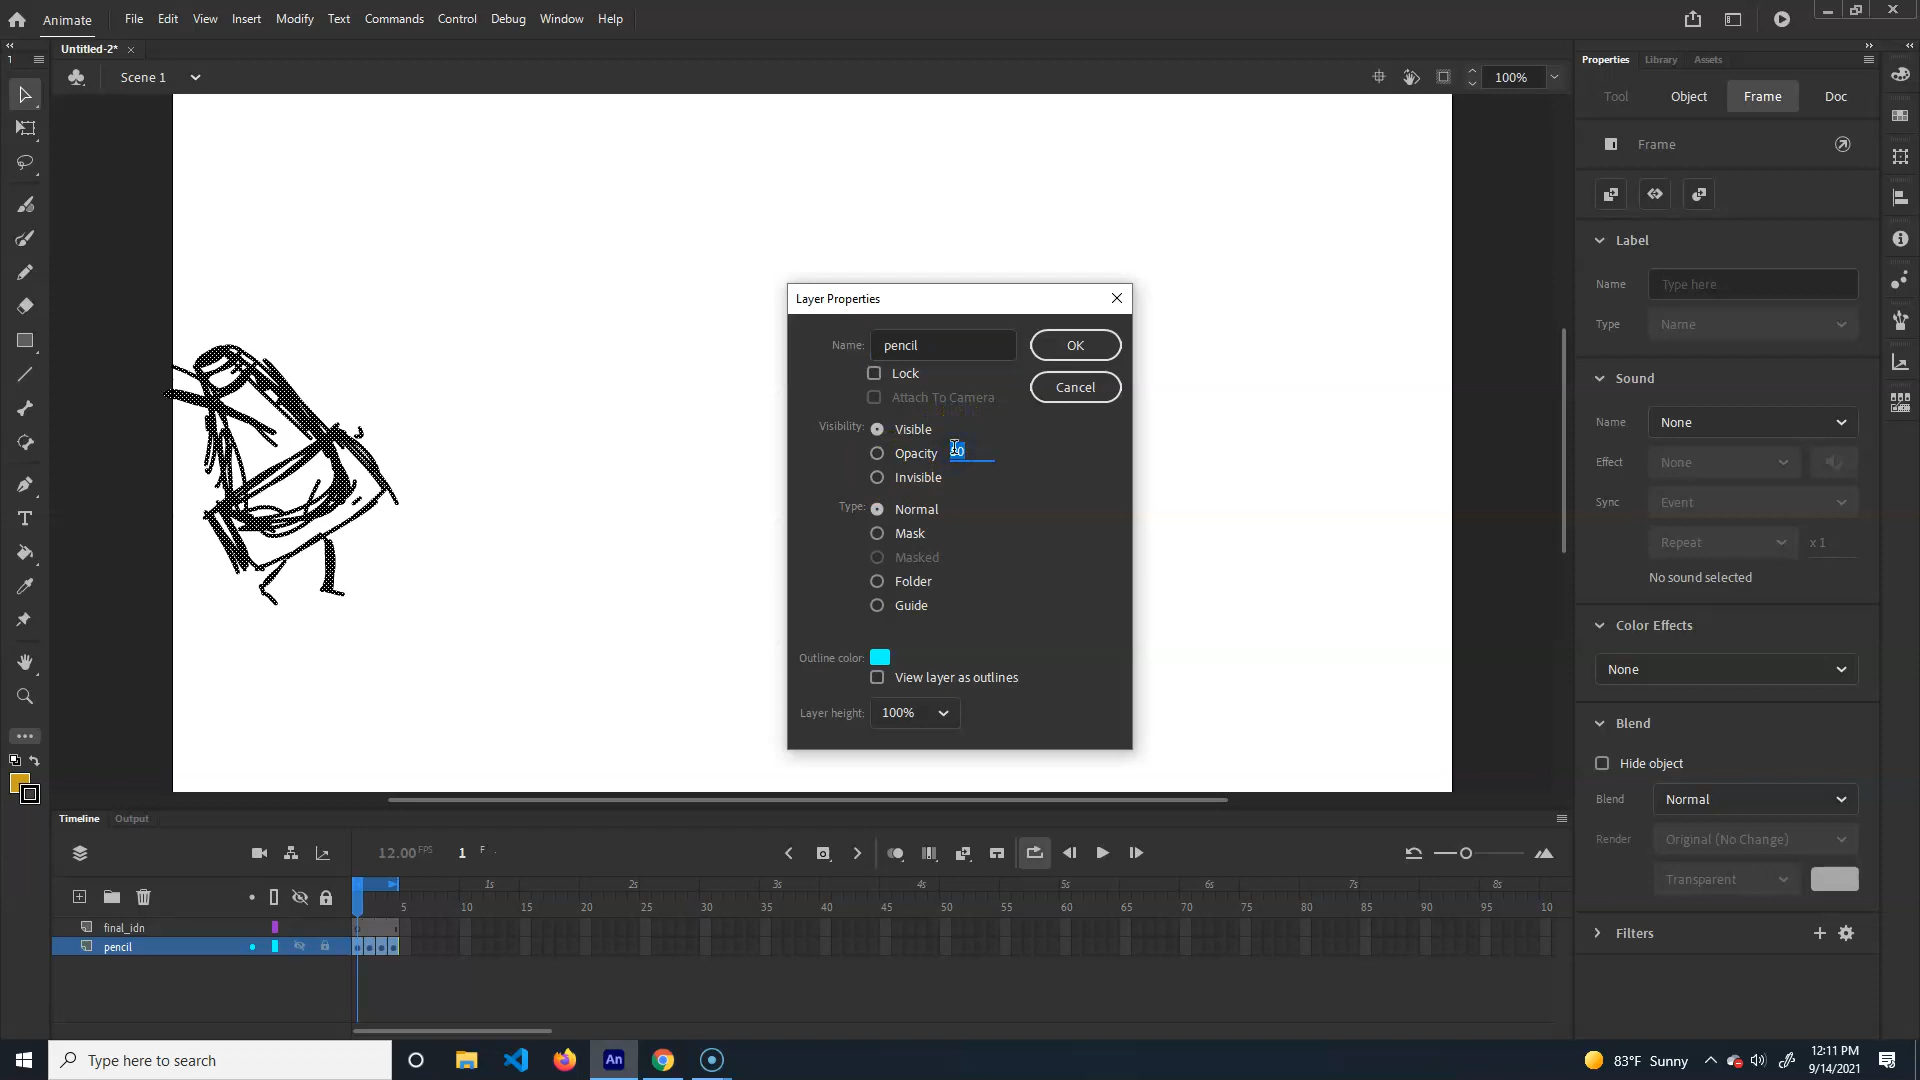 Animate File Edit View Insert Modify Text Commands Control Debug Window Help
Untitled-2*
Scene 1 100%
Properties Library Assets
Tool Object Frame Doc
Frame
Label
Name Type here...
Type Name
Sound
Name None
Effect None
Sync Event
Repeat x 1
No sound selected
Color Effects
None
Blend
Hide object
Blend Normal
Render Original (No Change)
Transparent
Filters
Layer Properties
Name: pencil OK
Lock
Cancel
Attach To Camera
Visibility: Visible
Opacity
Invisible
Type: Normal
Mask
Masked
Folder
Guide
Outline color:
View layer as outlines
Layer height: 100%
Timeline Output
12.00 FPS 1 F
1s 2s 3s 4s 5s 6s 7s 8s
5 10 15 20 25 30 35 40 45 50 55 60 65 70 75 80 85 90 95 10
final_idn
pencil
Type here to search
An
83°F Sunny
12:11 PM
9/14/2021